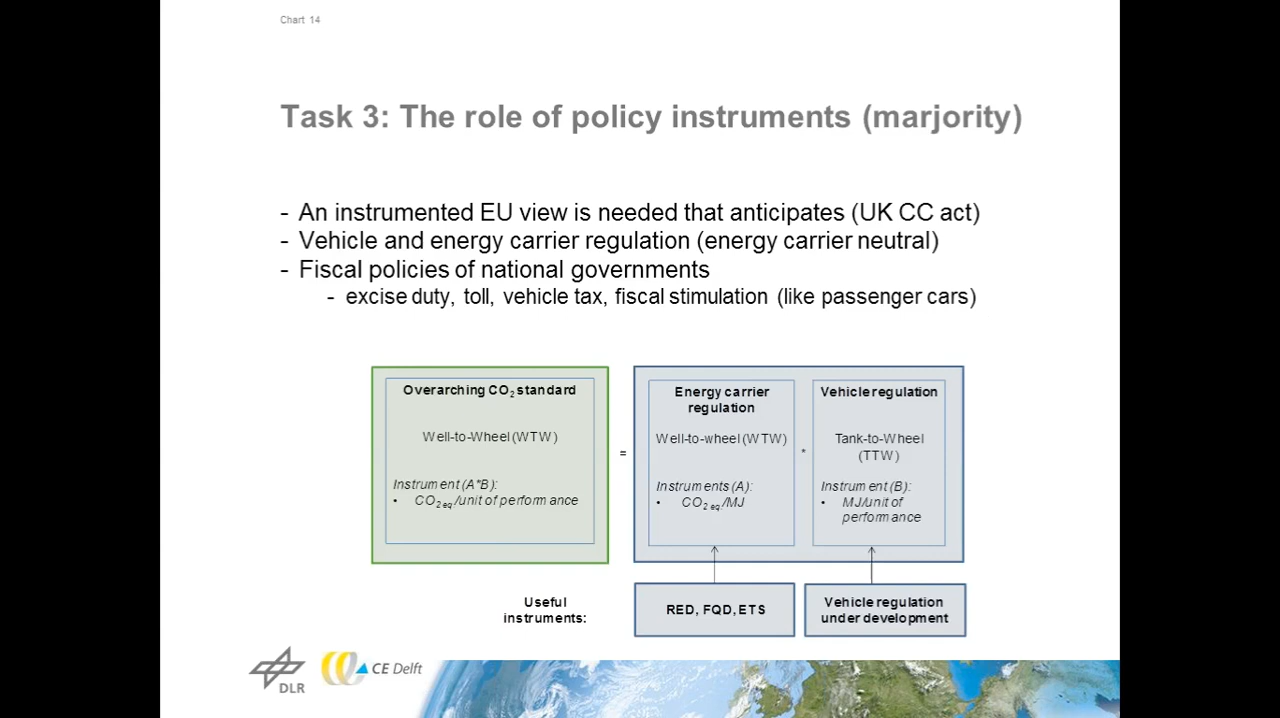 Chart 14
Task 3: The role of policy instruments (marjority)
- An instrumented EU view is needed that anticipates (UK CC act)
- Vehicle and energy carrier regulation (energy carrier neutral)
- Fiscal policies of national governments
- excise duty, toll, vehicle tax, fiscal stimulation (like passenger cars)
Overarching CO2 standard
Well-to-Wheel (WTW)
Instrument (A*B):
• CO2 eq/unit of performance
=
Energy carrier
regulation
Well-to-wheel (WTW)
Instruments (A):
• CO2 eq/MJ
*
Vehicle regulation
Tank-to-Wheel
(TTW)
Instrument (B):
• MJ/unit of
performance
Useful
instruments:
RED, FQD, ETS
Vehicle regulation
under development
DLR
CE Delft